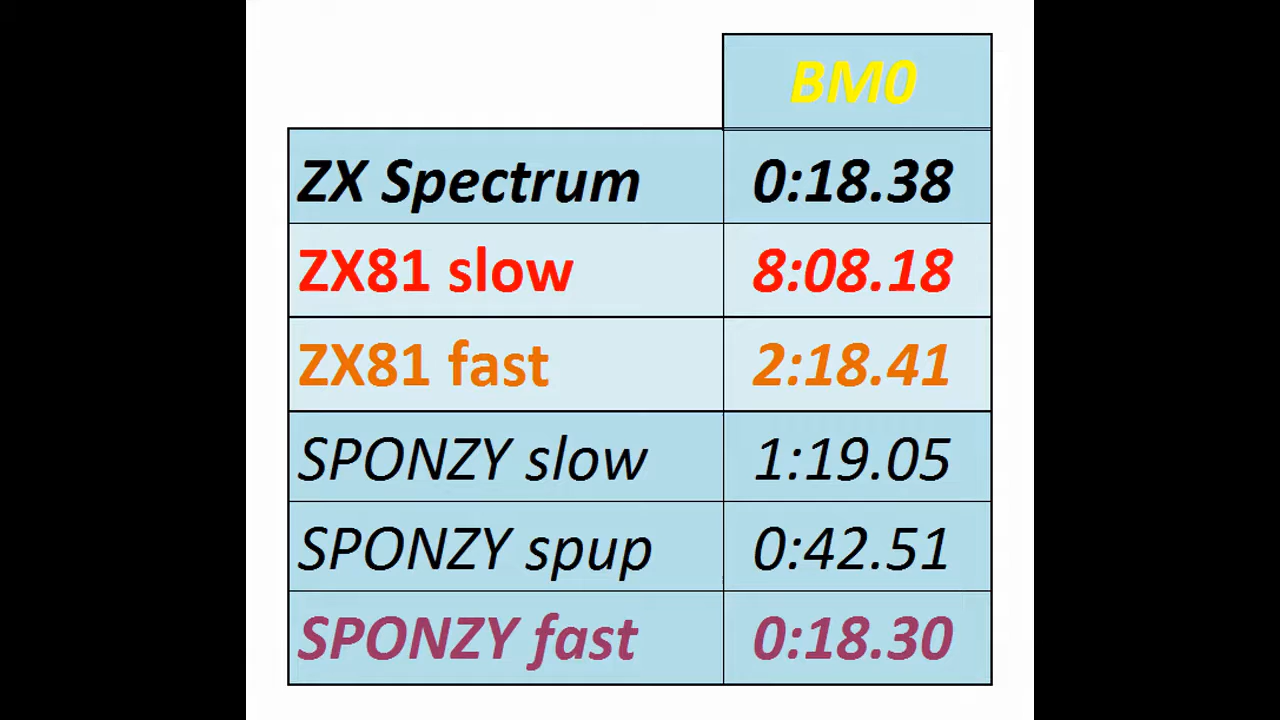 BM0
ZX Spectrum 0:18.38
ZX81 slow 8:08.18
ZX81 fast 2:18.41
SPONZY slow 1:19.05
SPONZY spup 0:42.51
SPONZY fast 0:18.30